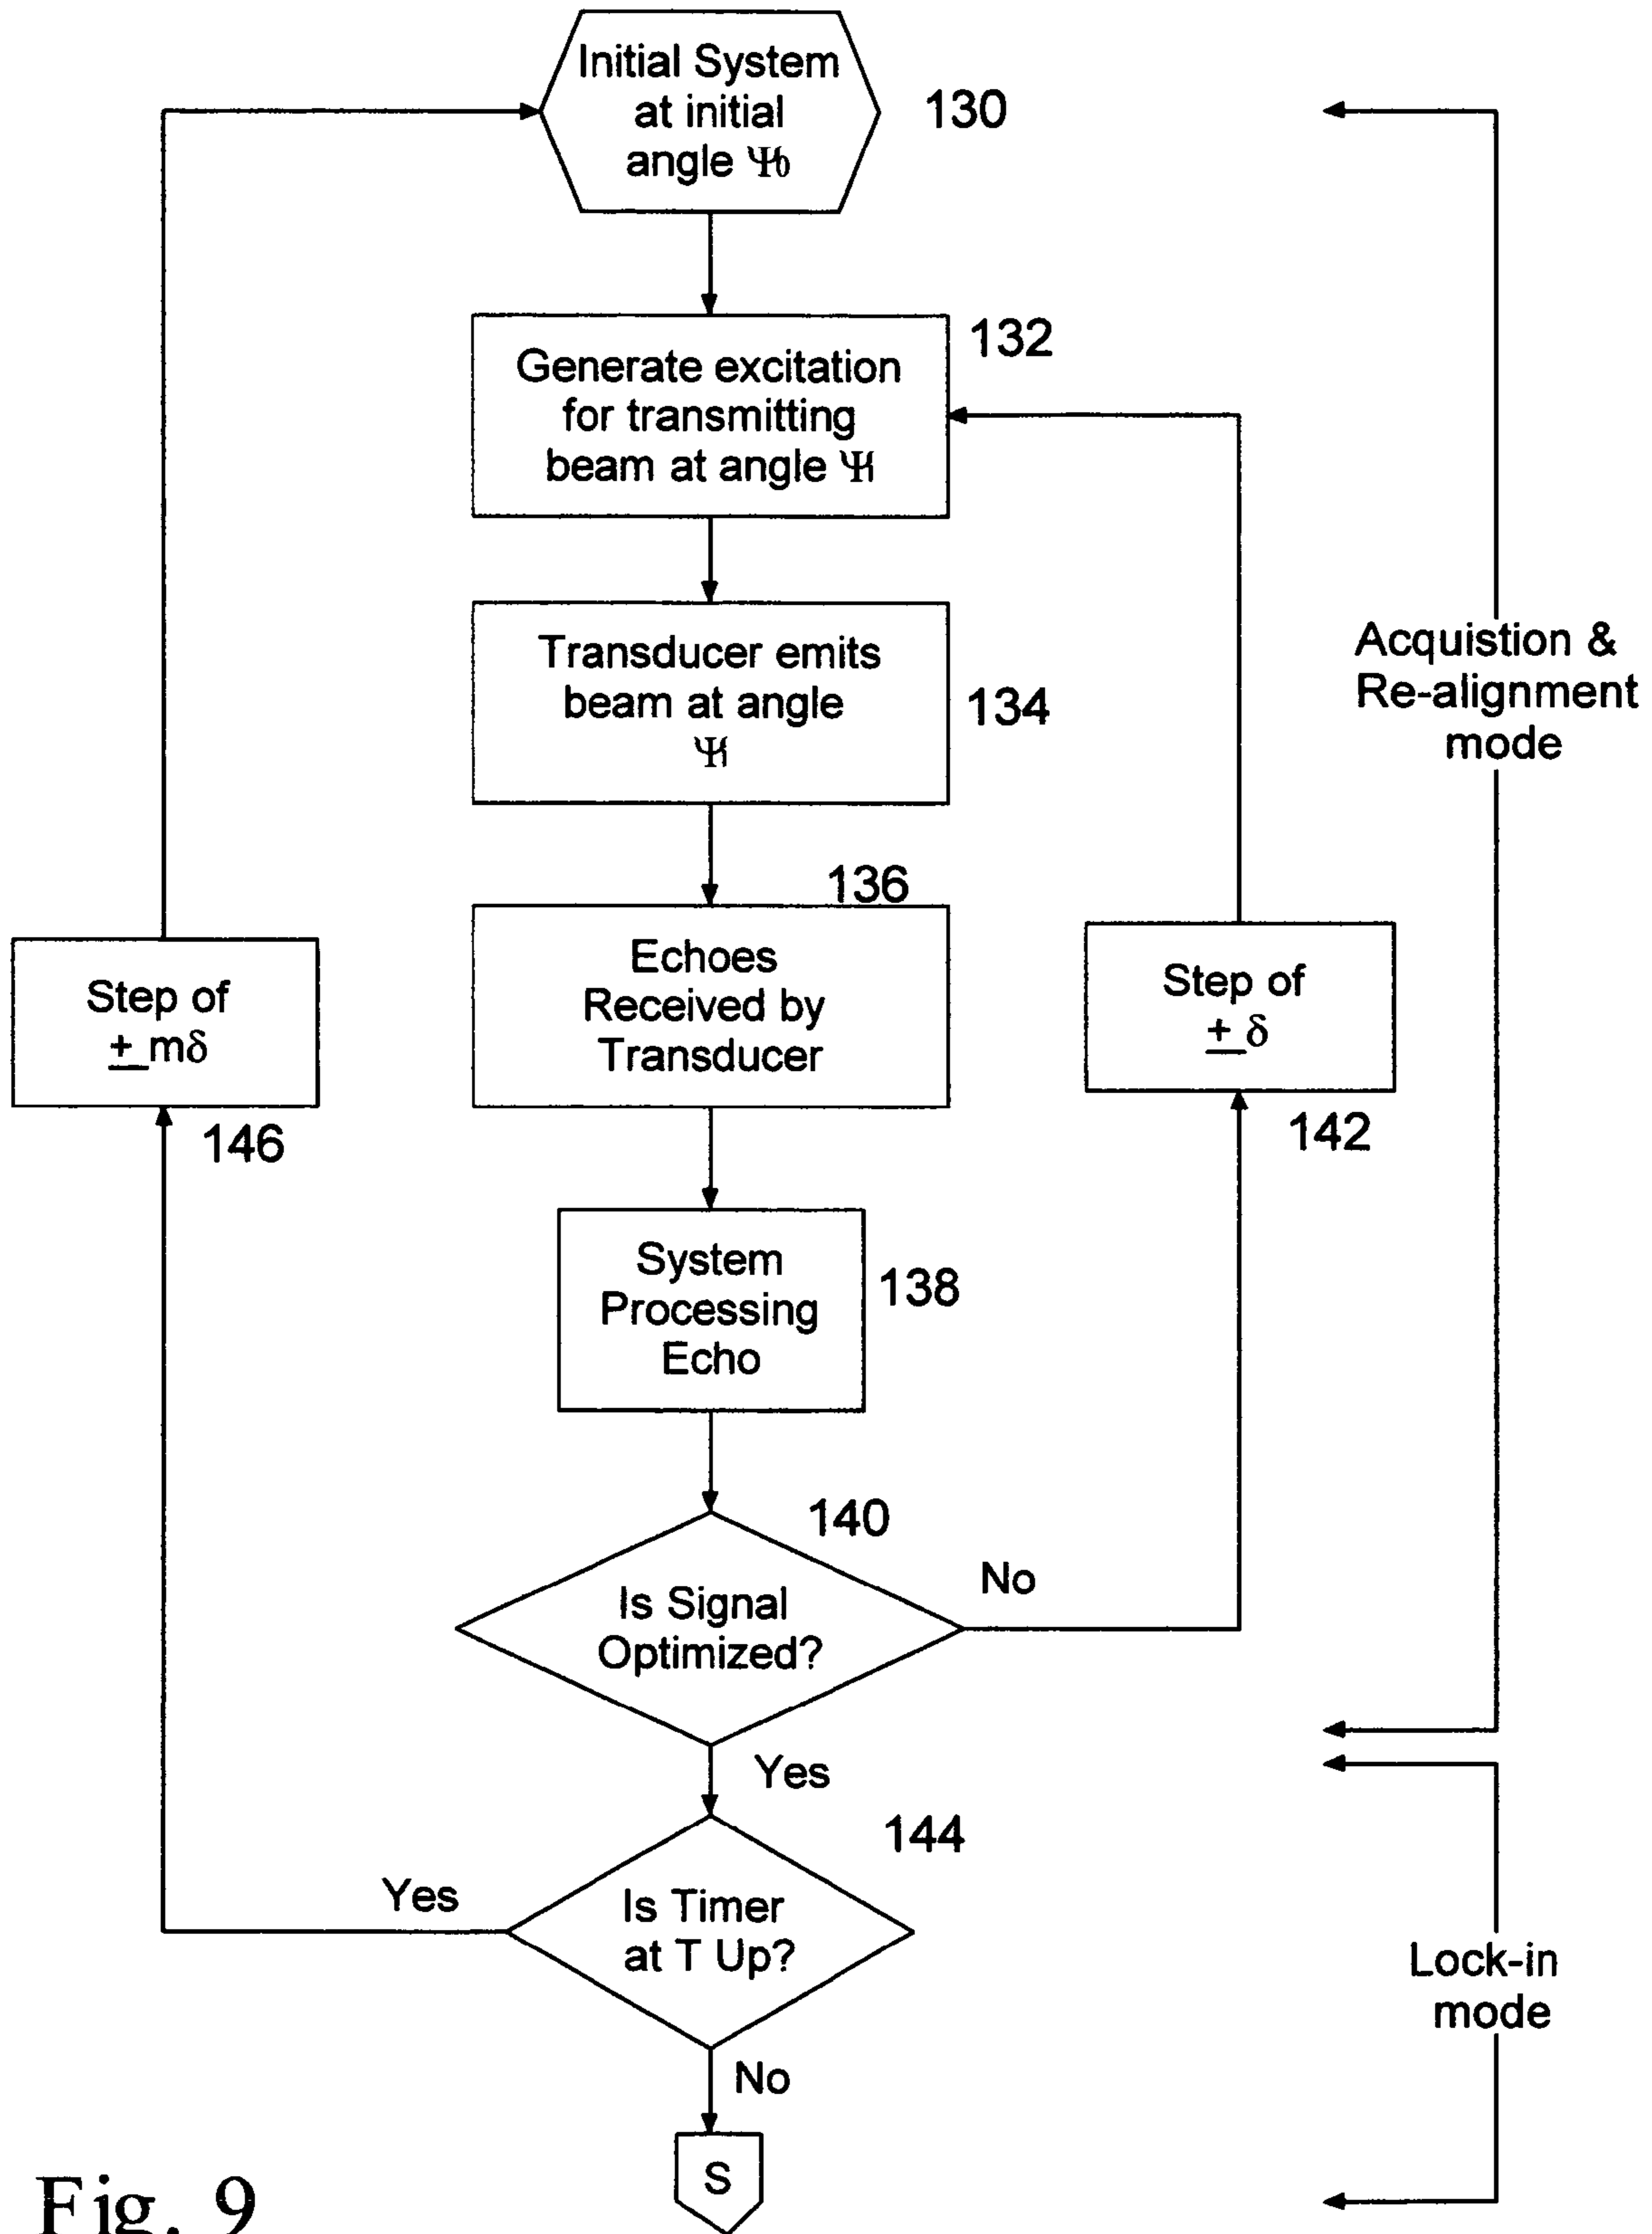 Initial System
at initial
angle Ψ0
130
132
Generate excitation
for transmitting
beam at angle Ψi
Transducer emits
beam at angle
Ψi
134
Acquistion &
Re-alignment
mode
136
Echoes
Received by
Transducer
Step of
± mδ
146
Step of
± δ
142
System
Processing
Echo
138
140
Is Signal
Optimized?
No
Yes
144
Yes
Is Timer
at T Up?
Lock-in
mode
No
S
Fig. 9